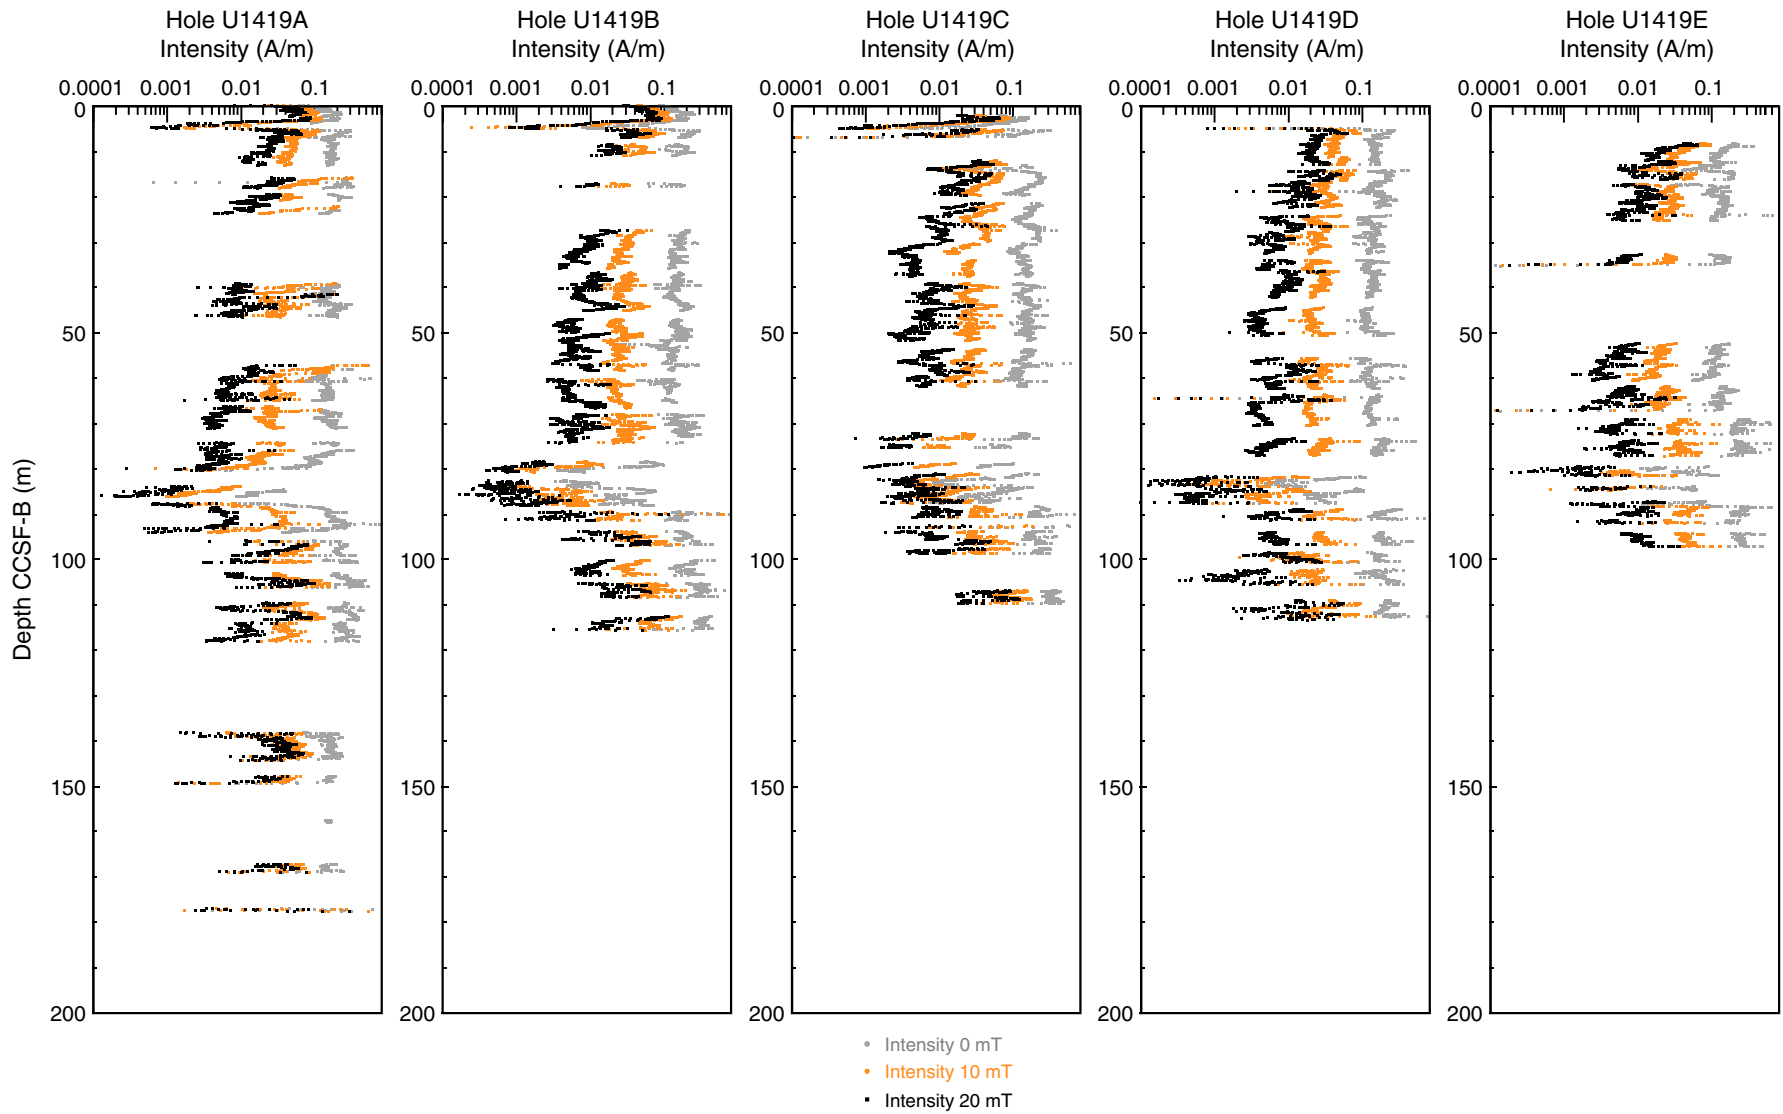 Hole U1419A
Intensity (A/m)
Hole U1419B
Intensity (A/m)
Hole U1419C
Intensity (A/m)
Hole U1419D
Intensity (A/m)
Hole U1419E
Intensity (A/m)
0.0001 0.001 0.01 0.1
0.0001 0.001 0.01 0.1
0.0001 0.001 0.01 0.1
0.0001 0.001 0.01 0.1
0.0001 0.001 0.01 0.1
0 0 0 0 0
50 50 50 50 50
100 100 100 100 100
150 150 150 150 150
200 200 200 200 200
Depth CCSF-B (m)
Intensity 0 mT
Intensity 10 mT
Intensity 20 mT